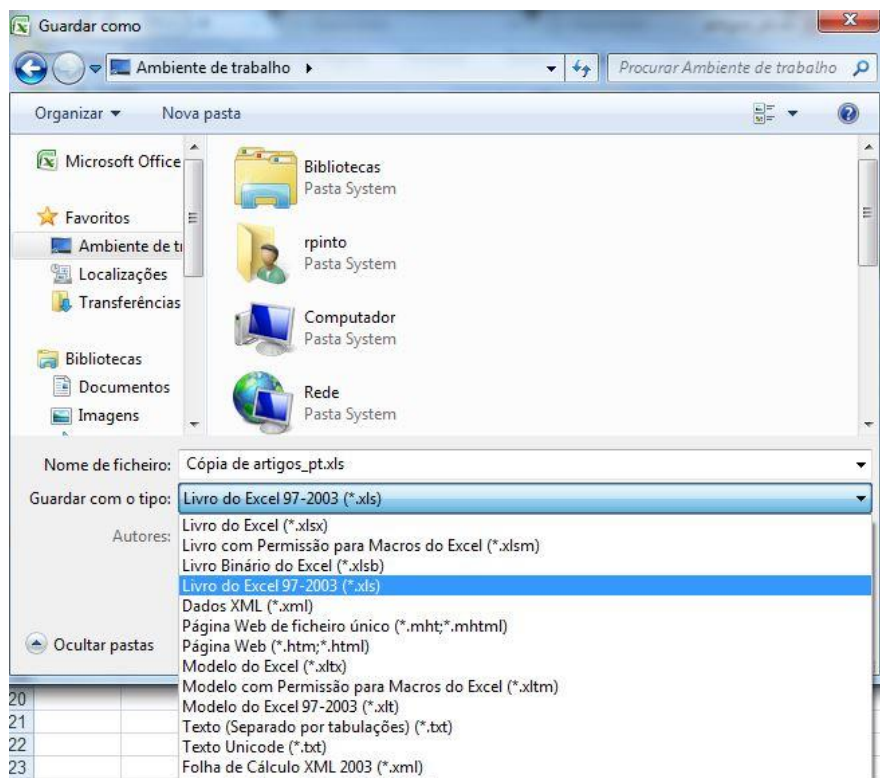 Guardar como
Ambiente de trabalho
Procurar Ambiente de trabalho
Organizar
Nova pasta
Microsoft Office
Favoritos
Ambiente de t
Localizações
Transferências
Bibliotecas
Documentos
Imagens
Bibliotecas
Pasta System
rpinto
Pasta System
Computador
Pasta System
Rede
Pasta System
Nome de ficheiro: Cópia de artigos_pt.xls
Guardar com o tipo: Livro do Excel 97-2003 (*.xls)
Autores:
Livro do Excel (*.xlsx)
Livro com Permissão para Macros do Excel (*.xlsm)
Livro Binário do Excel (*.xlsb)
Livro do Excel 97-2003 (*.xls)
Dados XML (*.xml)
Página Web de ficheiro único (*.mht;*.mhtml)
Página Web (*.htm;*.html)
Modelo do Excel (*.xltx)
Modelo com Permissão para Macros do Excel (*.xltm)
Modelo do Excel 97-2003 (*.xlt)
Texto (Separado por tabulações) (*.txt)
Texto Unicode (*.txt)
Folha de Cálculo XML 2003 (*.xml)
Ocultar pastas
20
21
22
23